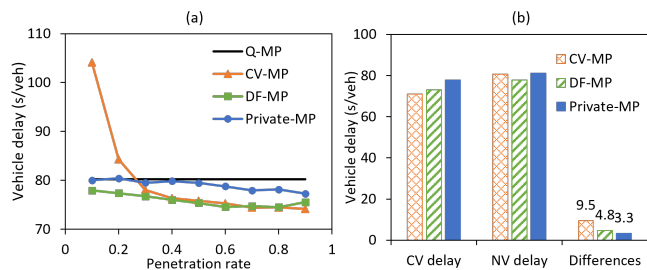 (a)
Vehicle delay (s/veh)
110
100
90
80
70
0
0.2
0.4
0.6
0.8
1
Penetration rate
Q-MP
CV-MP
DF-MP
Private-MP
(b)
Vehicle delay (s/veh)
100
80
60
40
20
0
CV delay
NV delay
Differences
CV-MP
DF-MP
Private-MP
9.5
4.8
3.3